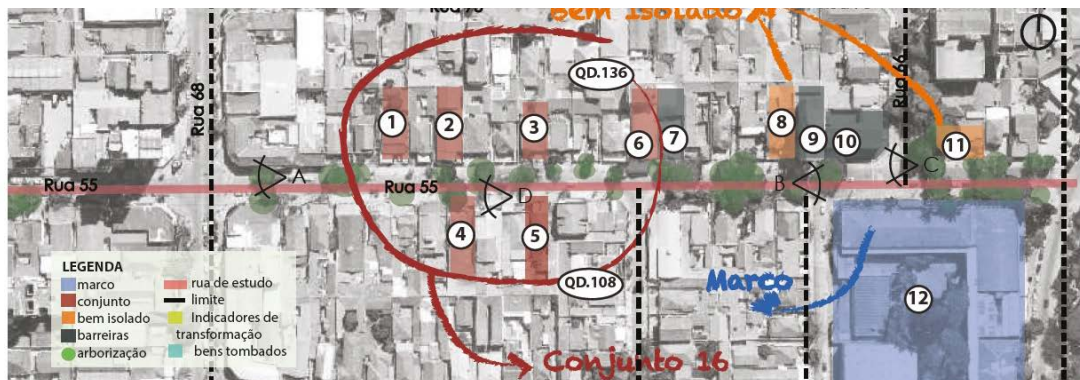 Bem Isolado
QD.136
Rua 68
Rua 66
1
2
3
6
7
8
9
10
11
A
B
C
D
Rua 55
Rua 55
4
5
QD.108
Marco
12
Conjunto 16
LEGENDA
marco
conjunto
bem isolado
barreiras
arborização
rua de estudo
limite
Indicadores de
transformação
bens tombados